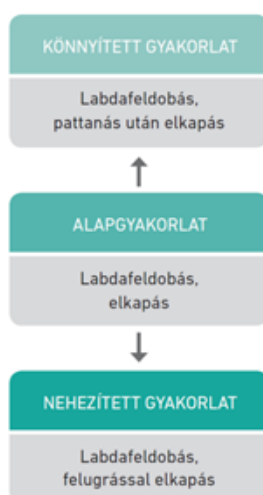 KÖNNYÍTETT GYAKORLAT
Labdafeldobás,
pattanás után elkapás
ALAPGYAKORLAT
Labdafeldobás,
elkapás
NEHEZÍTETT GYAKORLAT
Labdafeldobás,
felugrással elkapás